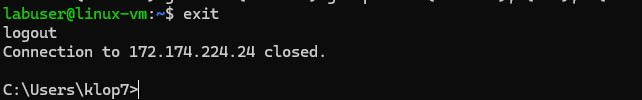 labuser@linux-vm:~$ exit
logout
Connection to 172.174.224.24 closed.
C:\Users\klop7>